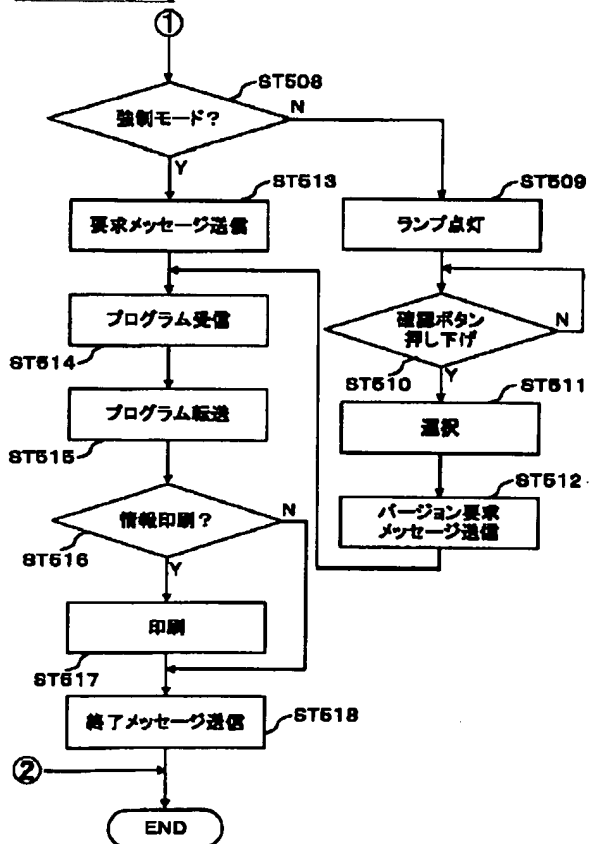 ①
ST508
強制モード?
N
Y
ST513
要求メッセージ送信
ST509
ランプ点灯
プログラム受信
ST514
確認ボタン
押し下げ
N
ST510
Y
プログラム転送
ST515
ST511
選択
ST512
バージョン要求
メッセージ送信
情報印刷?
N
ST516
Y
印刷
ST517
終了メッセージ送信
ST518
②
END